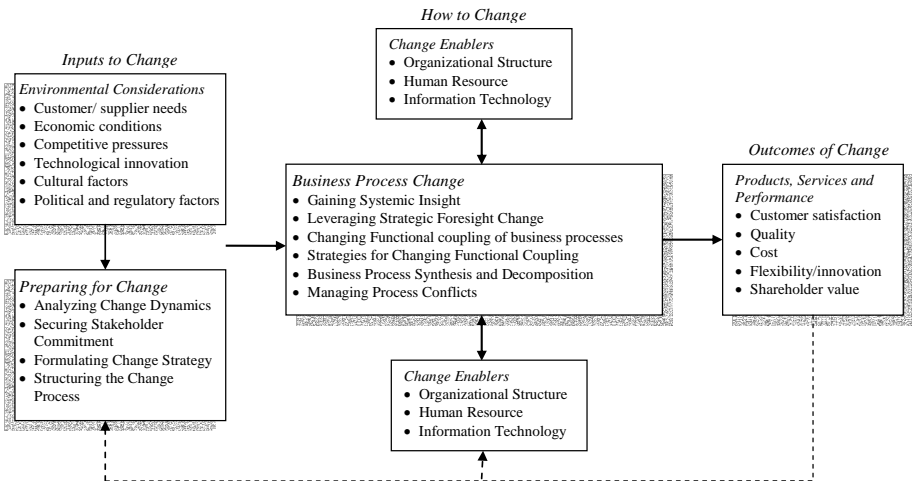 How to Change
Change Enablers
• Organizational Structure
• Human Resource
• Information Technology
Inputs to Change
Environmental Considerations
• Customer/ supplier needs
• Economic conditions
• Competitive pressures
• Technological innovation
• Cultural factors
• Political and regulatory factors
Preparing for Change
• Analyzing Change Dynamics
• Securing Stakeholder
Commitment
• Formulating Change Strategy
• Structuring the Change
Process
Business Process Change
• Gaining Systemic Insight
• Leveraging Strategic Foresight Change
• Changing Functional coupling of business processes
• Strategies for Changing Functional Coupling
• Business Process Synthesis and Decomposition
• Managing Process Conflicts
Change Enablers
• Organizational Structure
• Human Resource
• Information Technology
Outcomes of Change
Products, Services and
Performance
• Customer satisfaction
• Quality
• Cost
• Flexibility/innovation
• Shareholder value